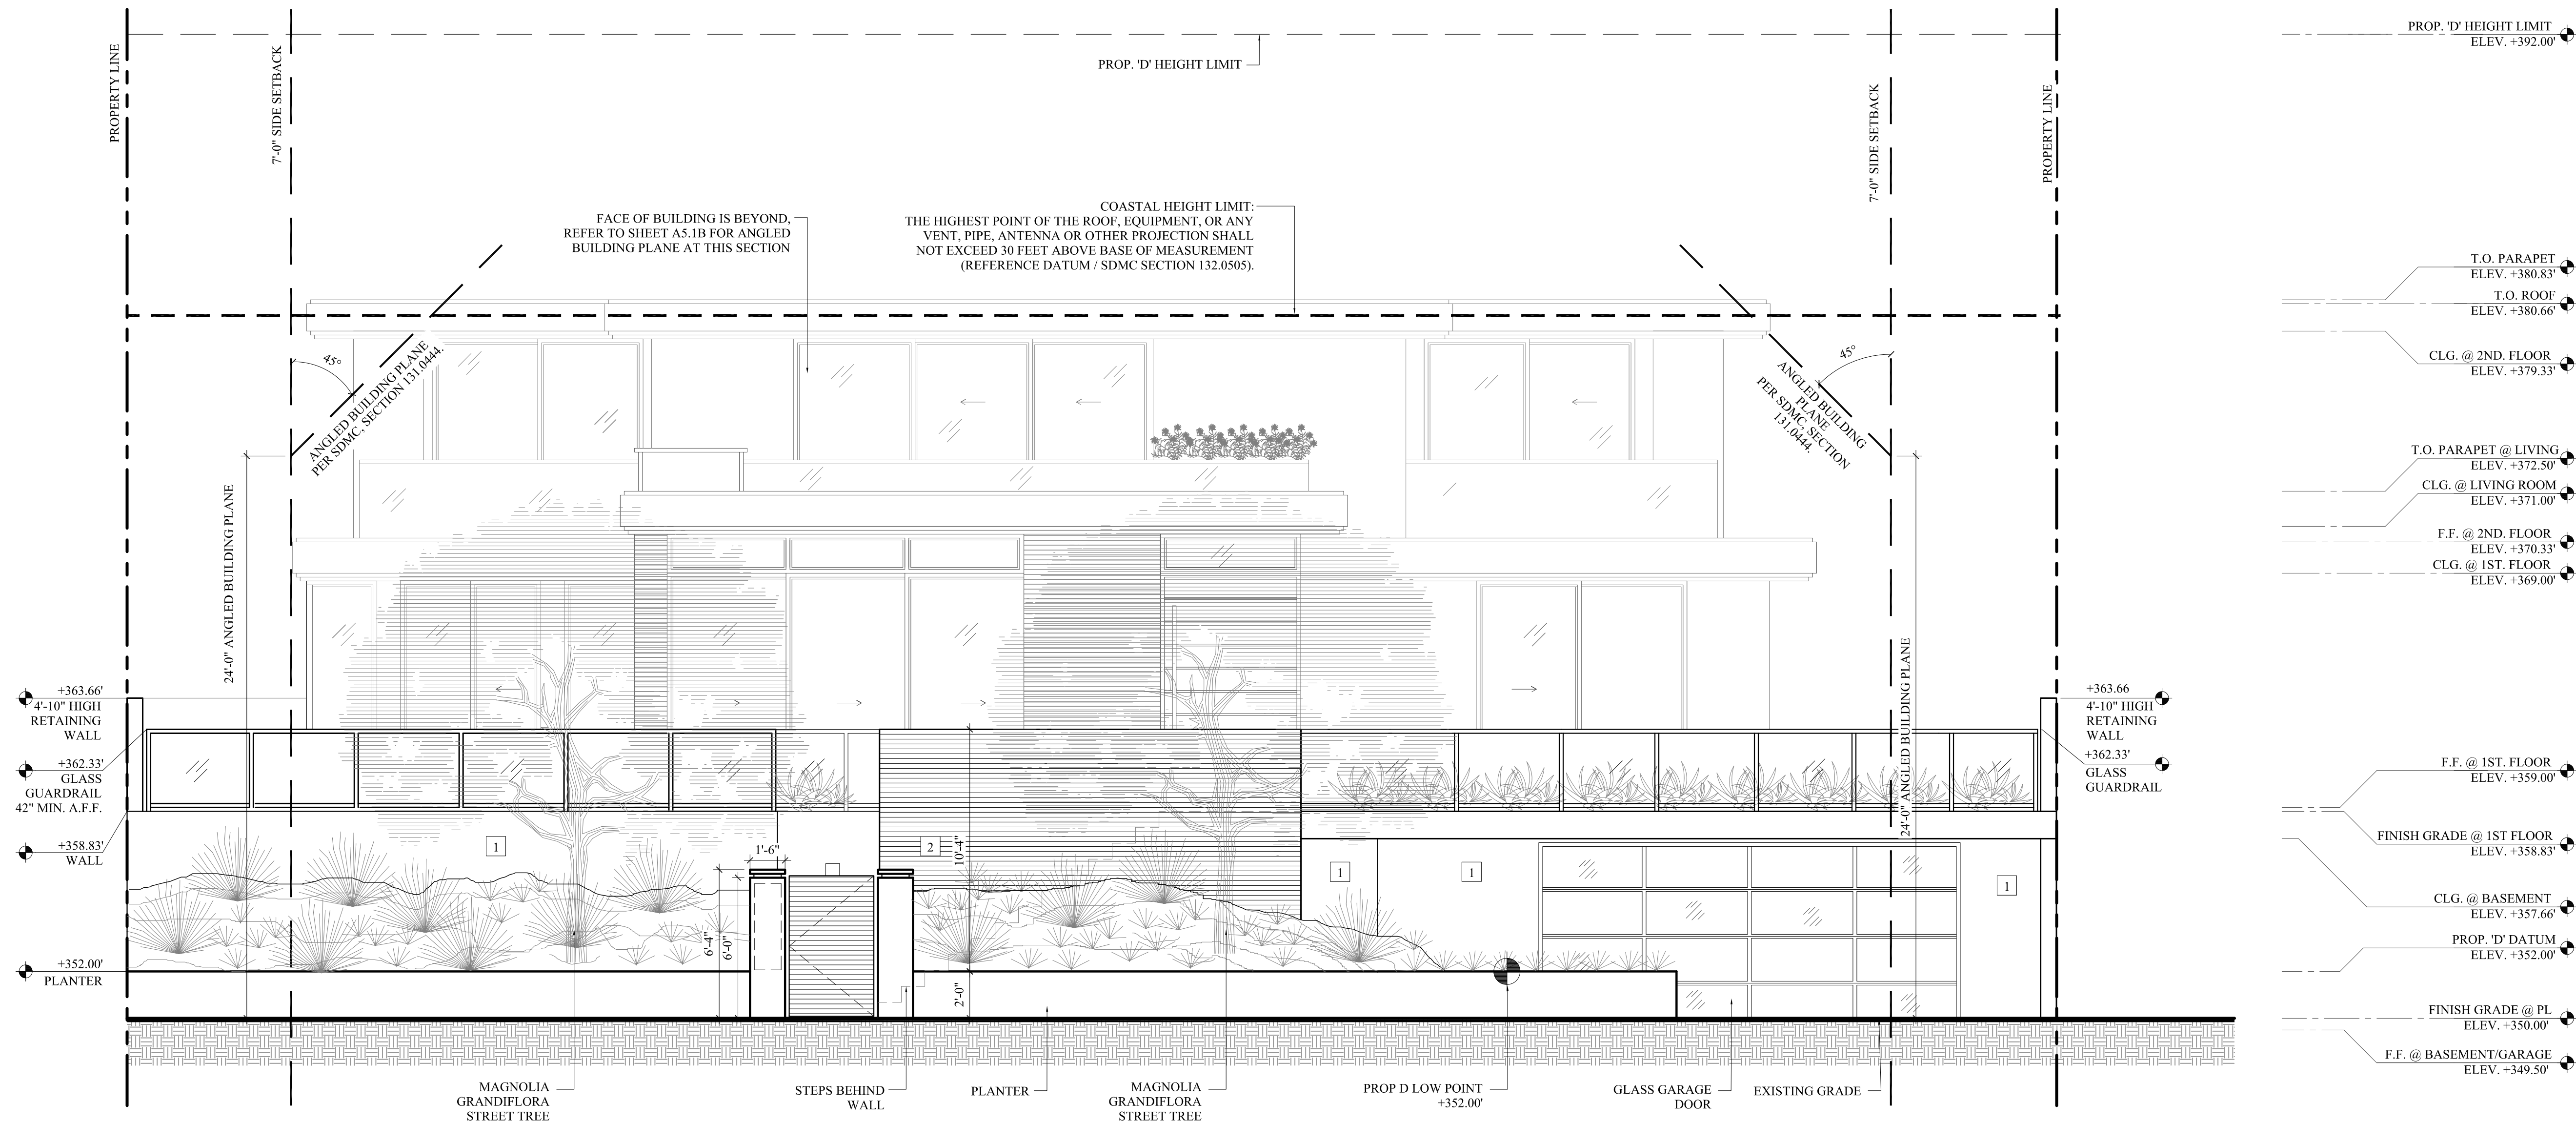 PROPERTY LINE
7'-0" SIDE SETBACK
PROP. 'D' HEIGHT LIMIT
7'-0" SIDE SETBACK
PROPERTY LINE
PROP. 'D' HEIGHT LIMIT
ELEV. +392.00'
FACE OF BUILDING IS BEYOND,
REFER TO SHEET A5.1B FOR ANGLED
BUILDING PLANE AT THIS SECTION
COASTAL HEIGHT LIMIT:
THE HIGHEST POINT OF THE ROOF, EQUIPMENT, OR ANY
VENT, PIPE, ANTENNA OR OTHER PROJECTION SHALL
NOT EXCEED 30 FEET ABOVE BASE OF MEASUREMENT
(REFERENCE DATUM / SDMC SECTION 132.0505).
T.O. PARAPET
ELEV. +380.83'
T.O. ROOF
ELEV. +380.66'
CLG. @ 2ND. FLOOR
ELEV. +379.33'
45°
ANGLED BUILDING PLANE
PER SDMC, SECTION 131.0444.
45°
ANGLED BUILDING
PLANE
PER SDMC, SECTION
131.0444.
T.O. PARAPET @ LIVING
ELEV. +372.50'
CLG. @ LIVING ROOM
ELEV. +371.00'
F.F. @ 2ND. FLOOR
ELEV. +370.33'
CLG. @ 1ST. FLOOR
ELEV. +369.00'
24'-0" ANGLED BUILDING PLANE
24'-0" ANGLED BUILDING PLANE
+363.66'
4'-10" HIGH
RETAINING
WALL
+362.33'
GLASS
GUARDRAIL
42" MIN. A.F.F.
+358.83'
WALL
+352.00'
PLANTER
+363.66
4'-10" HIGH
RETAINING
WALL
+362.33'
GLASS
GUARDRAIL
F.F. @ 1ST. FLOOR
ELEV. +359.00'
FINISH GRADE @ 1ST FLOOR
ELEV. +358.83'
CLG. @ BASEMENT
ELEV. +357.66'
PROP. 'D' DATUM
ELEV. +352.00'
FINISH GRADE @ PL
ELEV. +350.00'
F.F. @ BASEMENT/GARAGE
ELEV. +349.50'
1
1'-6"
2
10'-4"
1
1
1
6'-4"
6'-0"
2'-0"
MAGNOLIA
GRANDIFLORA
STREET TREE
STEPS BEHIND
WALL
PLANTER
MAGNOLIA
GRANDIFLORA
STREET TREE
PROP D LOW POINT
+352.00'
GLASS GARAGE
DOOR
EXISTING GRADE